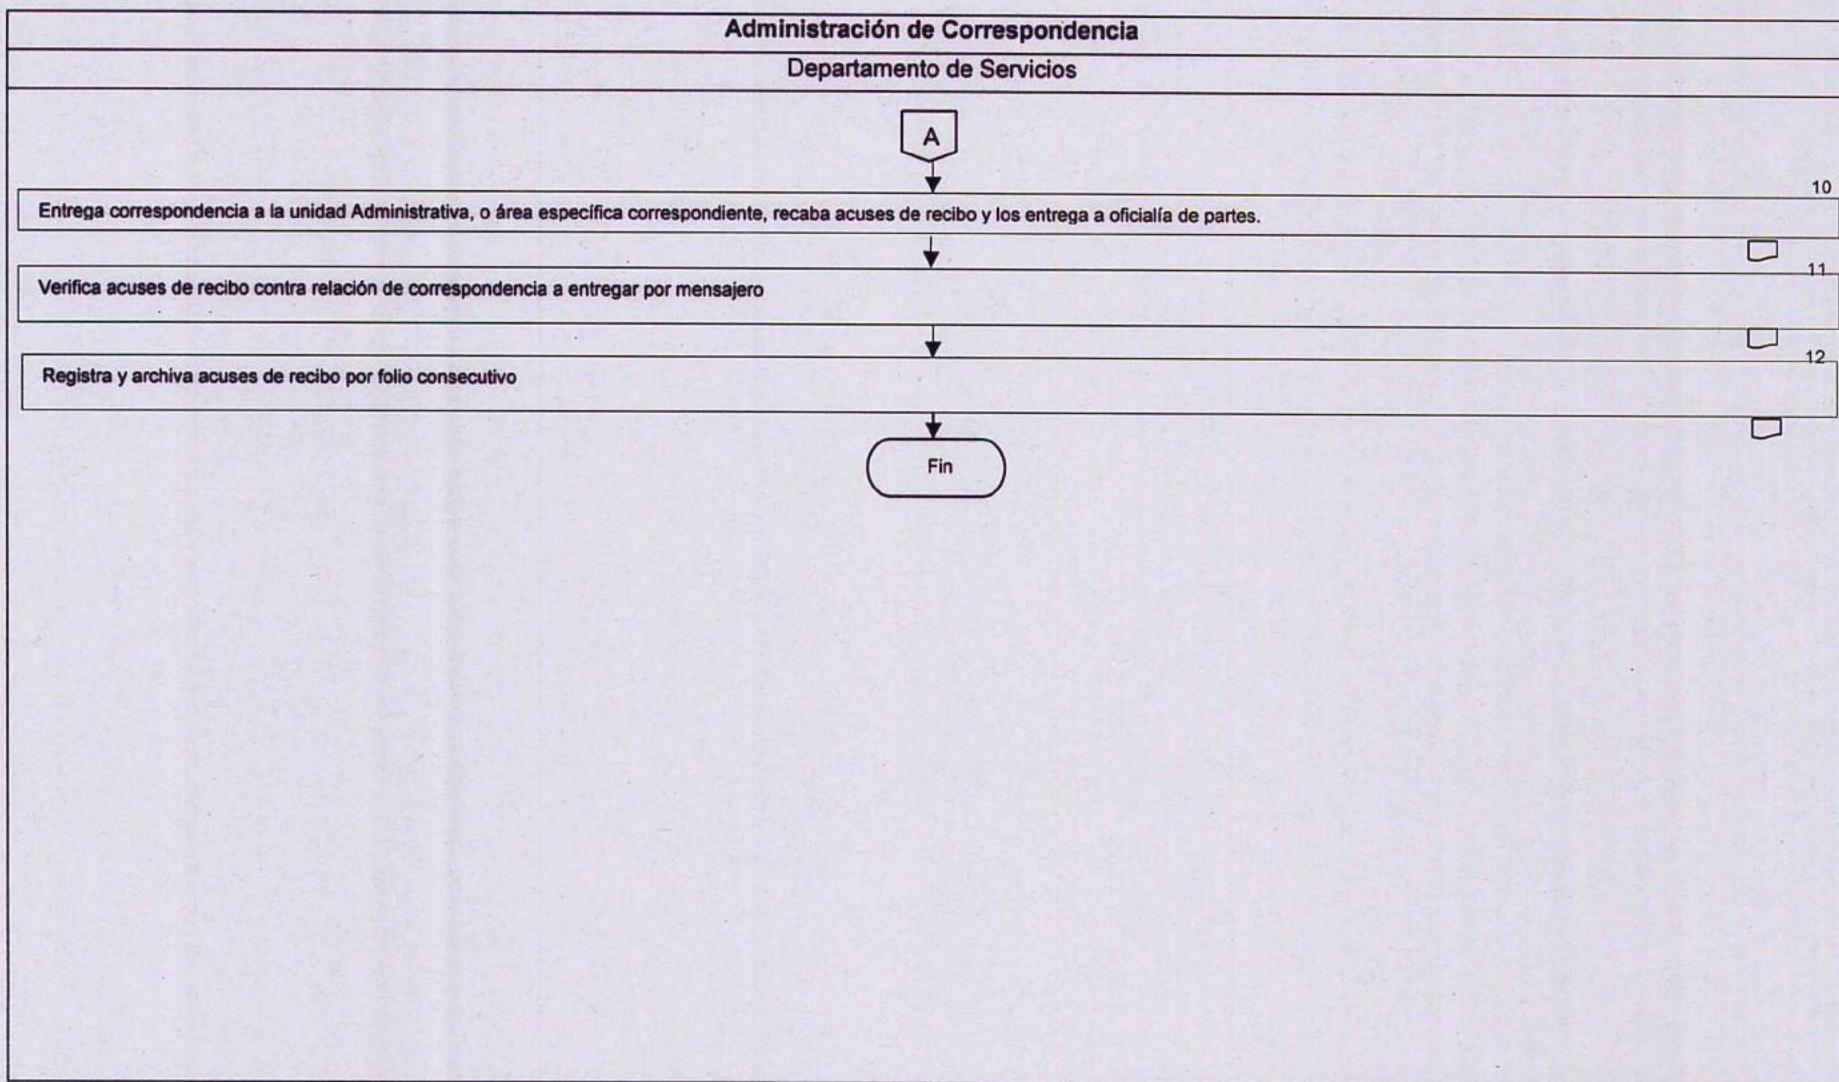 Administración de Correspondencia
Departamento de Servicios
A
10
Entrega correspondencia a la unidad Administrativa, o área específica correspondiente, recaba acuses de recibo y los entrega a oficialía de partes.
11
Verifica acuses de recibo contra relación de correspondencia a entregar por mensajero
12
Registra y archiva acuses de recibo por folio consecutivo
Fin